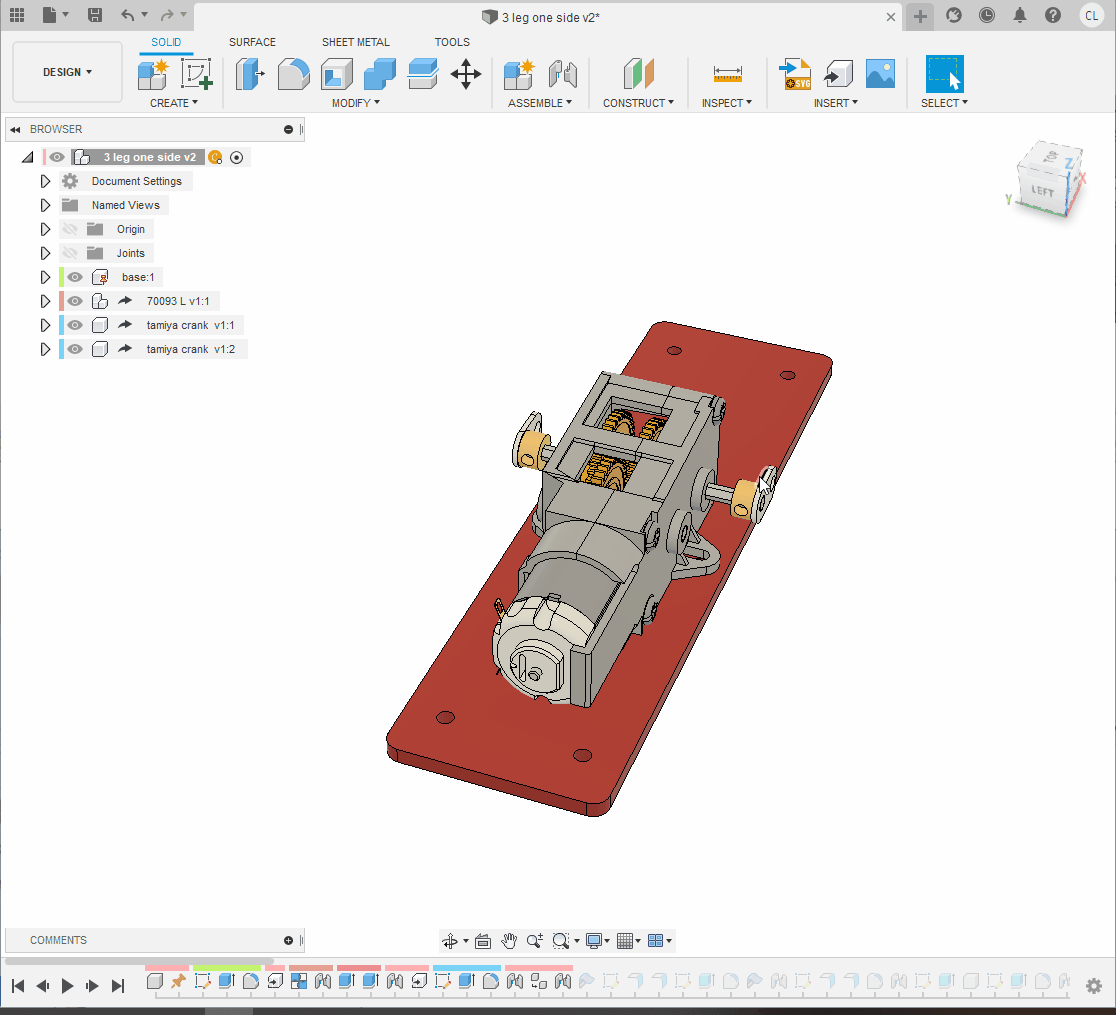 3 leg one side v2*
CL
SOLID SURFACE SHEET METAL TOOLS
DESIGN
CREATE MODIFY ASSEMBLE CONSTRUCT INSPECT INSERT SELECT
SVG
BROWSER
3 leg one side v2
Document Settings
Named Views
Origin
Joints
base:1
70093 L v1:1
tamiya crank v1:1
tamiya crank v1:2
TOP
Z
X
LEFT
Y
COMMENTS